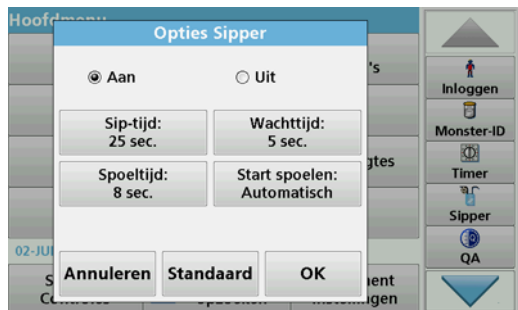 Hoofdmenu
Opties Sipper
Aan
Uit
's
Sip-tijd:
25 sec.
Wachttijd:
5 sec.
gtes
Spoeltijd:
8 sec.
Start spoelen:
Automatisch
02-JU
Annuleren
Standaard
OK
Inloggen
Monster-ID
Timer
Sipper
QA